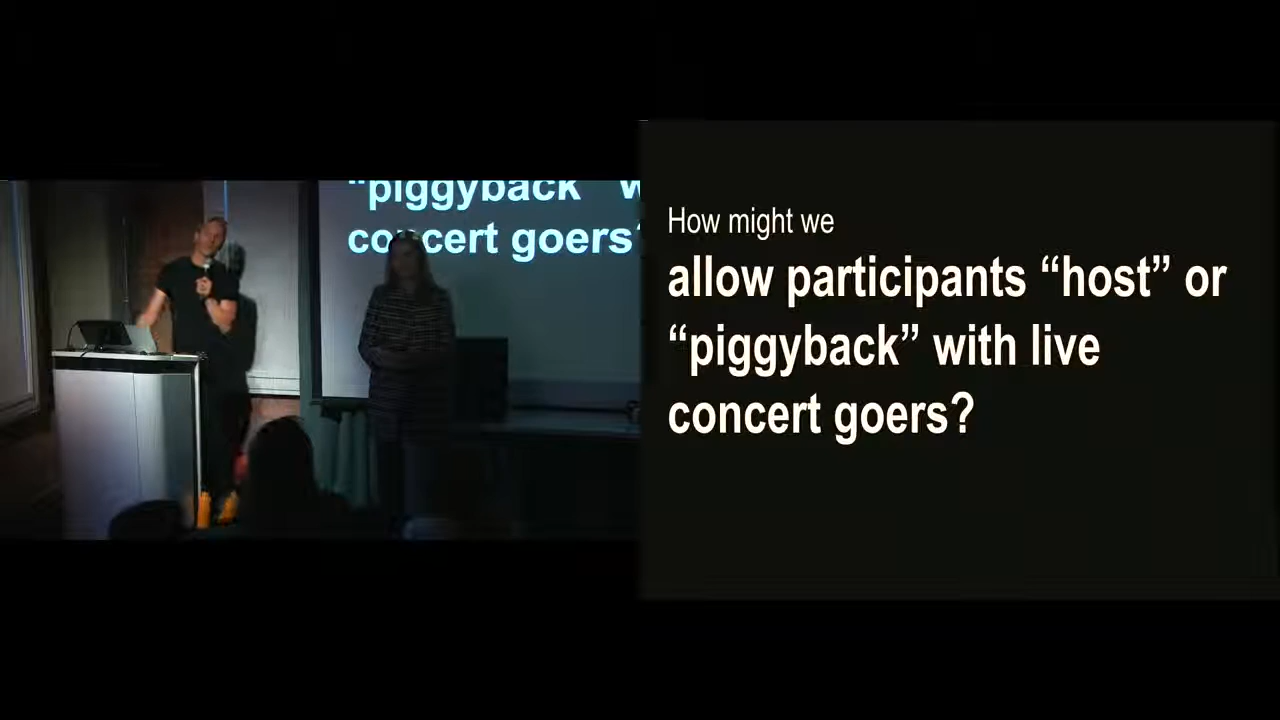 "piggyback" w
concert goers?
How might we
allow participants “host” or
“piggyback” with live
concert goers?